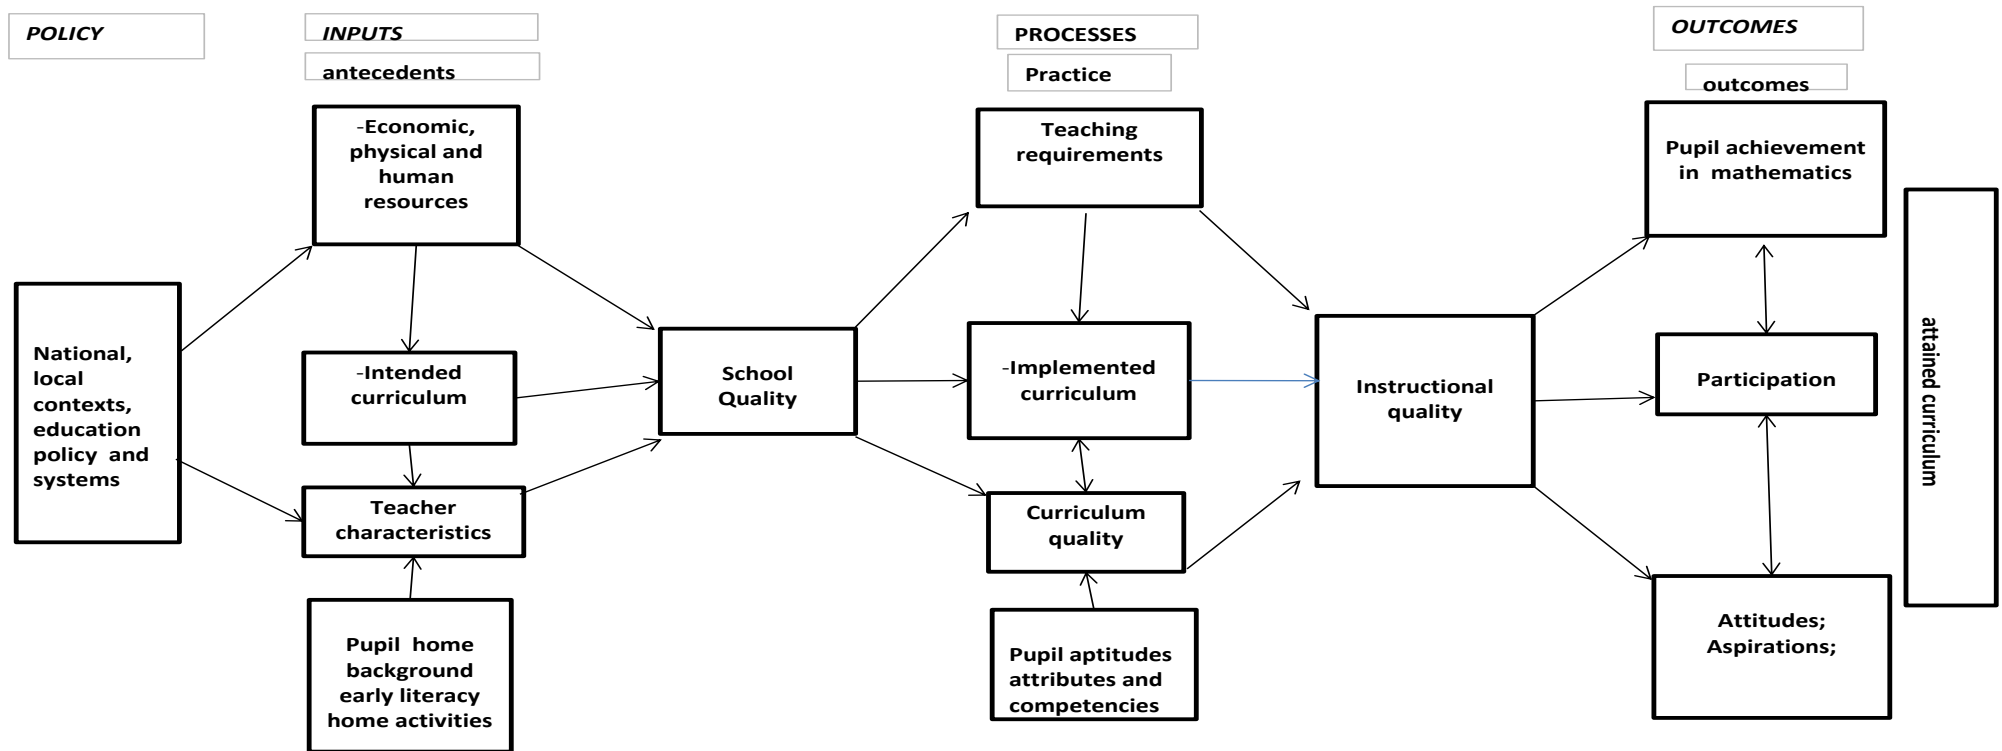 POLICY
INPUTS
antecedents
PROCESSES
Practice
OUTCOMES
outcomes
National,
local
contexts,
education
policy and
systems
-Economic,
physical and
human
resources
-Intended
curriculum
Teacher
characteristics
Pupil home
background
early literacy
home activities
School
Quality
Teaching
requirements
-Implemented
curriculum
Curriculum
quality
Pupil aptitudes
attributes and
competencies
Instructional
quality
Pupil achievement
in mathematics
Participation
Attitudes;
Aspirations;
attained curriculum